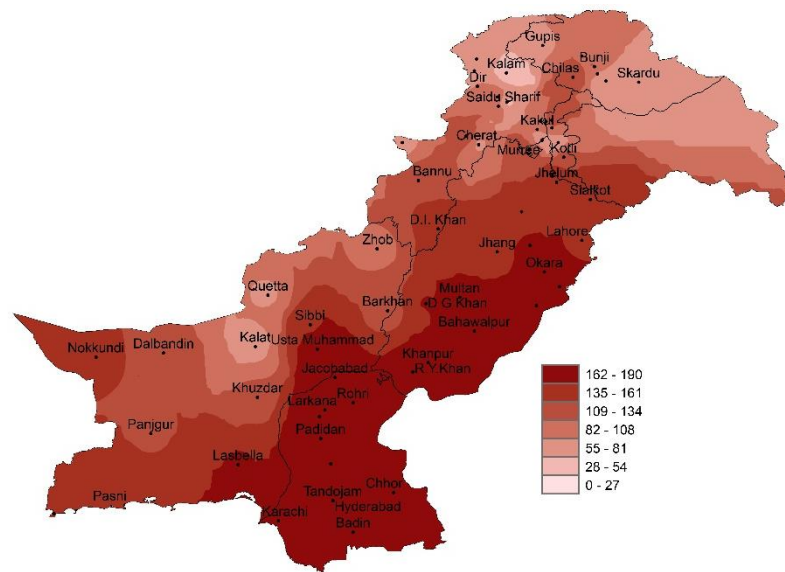 Gupis
Kalam
Chilas
Bunji
Skardu
Dir
Saidu Sharif
Kakul
Cherat
Murree
Kotli
Bannu
Jhelum
Sialkot
D.I. Khan
Zhob
Jhang
Lahore
Okara
Quetta
Multan
Barkhan
D G Khan
Sibbi
Bahawalpur
Nokkundi
Dalbandin
Kalat
Usta Muhammad
Khanpur
R.Y.Khan
Jacobabad
Khuzdar
Rohri
Larkana
Panjgur
Padidan
Lasbella
Pasni
Chhor
Tandojam
Hyderabad
Karachi
Badin
162 - 190
135 - 161
109 - 134
82 - 108
55 - 81
28 - 54
0 - 27